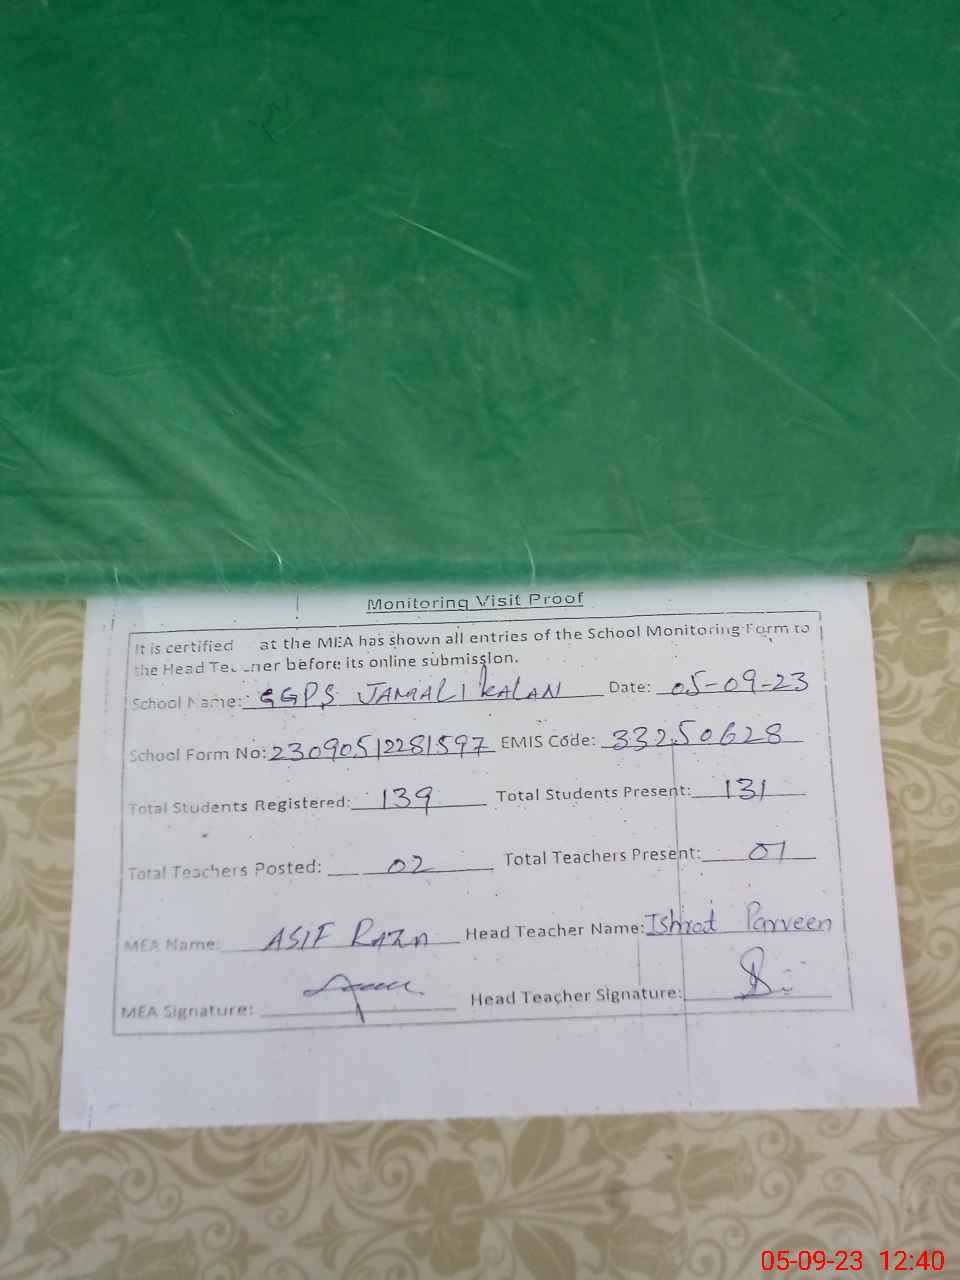 Monitoring Visit Proof
It is certified at the MEA has shown all entries of the School Monitoring Form to
the Head before its online submission.
School Name: GGPS JAMALI KALAN Date: 05-09-23
School Form No: 23090512281597 EMIS Code: 33250628
Total Students Registered: 139 Total Students Present: 131
Total Teachers Posted: 02 Total Teachers Present: 01
MEA Name: ASIF RAZA Head Teacher Name: Ishrat Parveen
MEA Signature: Head Teacher Signature:
05-09-23 12:40